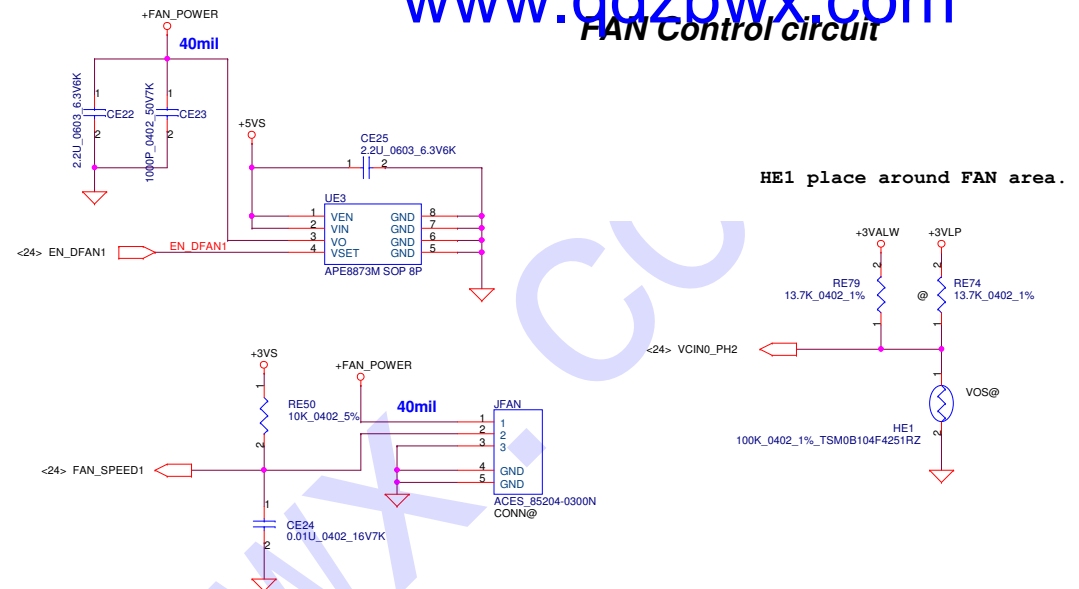 www.qdzbwx.com
FAN Control circuit
+FAN_POWER
40mil
2.2U_0603_6.3V6K
1
2
CE22
1000P_0402_50V7K
1
2
CE23
+5VS
CE25
2.2U_0603_6.3V6K
1 2
UE3
1 VEN GND 8
2 VIN GND 7
3 VO GND 6
4 VSET GND 5
APE8873M SOP 8P
<24> EN_DFAN1
EN_DFAN1
HE1 place around FAN area.
+3VALW
+3VLP
2
RE79
13.7K_0402_1%
1
@
2
RE74
13.7K_0402_1%
1
<24> VCIN0_PH2
1
VOS@
HE1
100K_0402_1%_TSM0B104F4251RZ
2
+3VS
1
RE50
10K_0402_5%
2
+FAN_POWER
40mil
JFAN
1 1
2 2
3 3
4 GND
5 GND
ACES_85204-0300N
CONN@
<24> FAN_SPEED1
1
CE24
0.01U_0402_16V7K
2